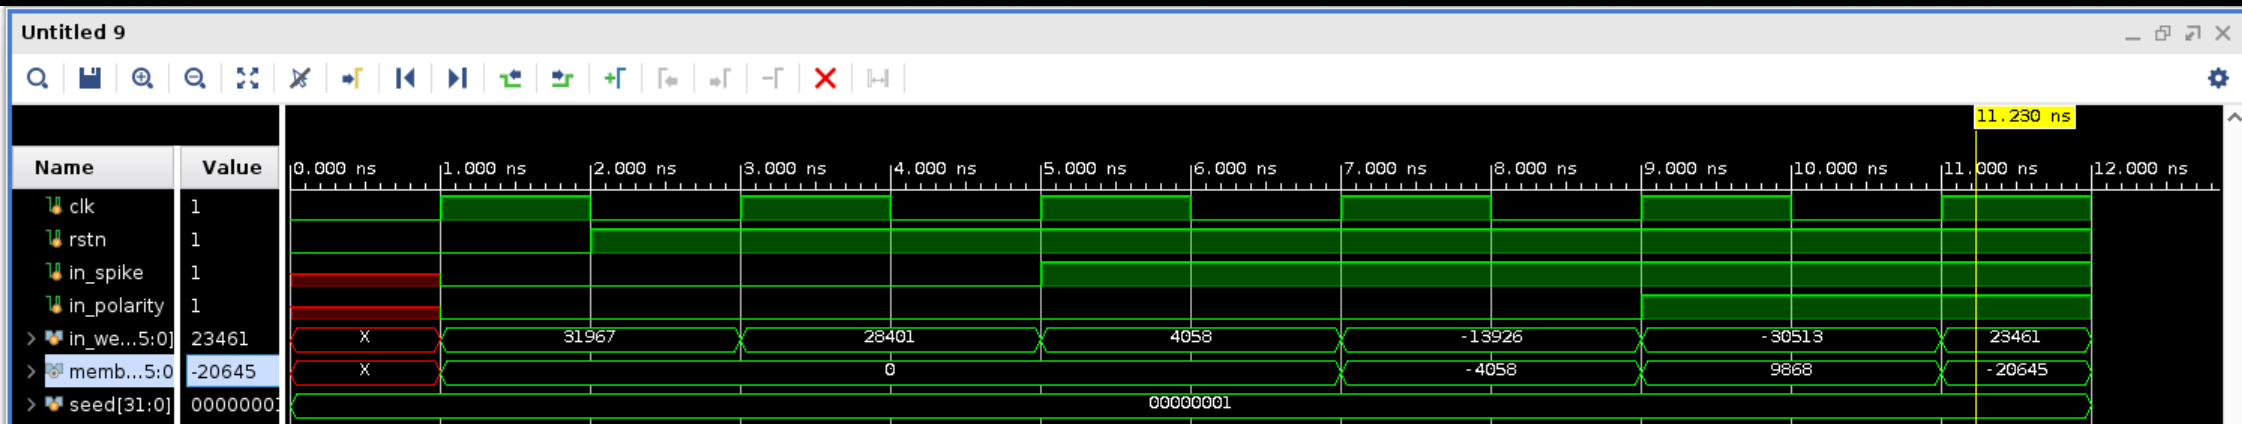 Untitled 9
11.230 ns
Name Value 0.000 ns 1.000 ns 2.000 ns 3.000 ns 4.000 ns 5.000 ns 6.000 ns 7.000 ns 8.000 ns 9.000 ns 10.000 ns 11.000 ns 12.000 ns
clk 1
rstn 1
in_spike 1
in_polarity 1
in_we...5:0] 23461 X 31967 28401 4058 -13926 -30513 23461
memb...5:0 -20645 X 0 -4058 9868 -20645
seed[31:0] 00000001 00000001